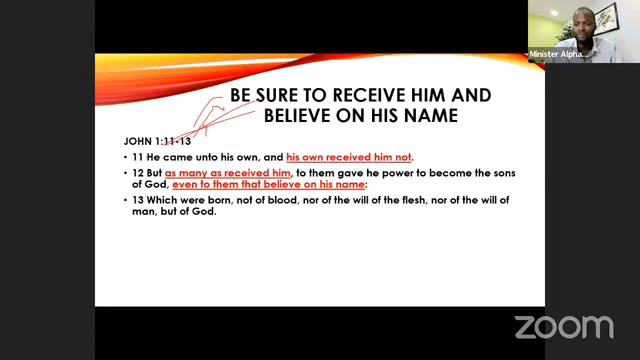 Minister Alpha...
BE SURE TO RECEIVE HIM AND
BELIEVE ON HIS NAME
JOHN 1:11-13
• 11 He came unto his own, and his own received him not.
• 12 But as many as received him, to them gave he power to become the sons
of God, even to them that believe on his name:
• 13 Which were born, not of blood, nor of the will of the flesh, nor of the will of
man, but of God.
zoom